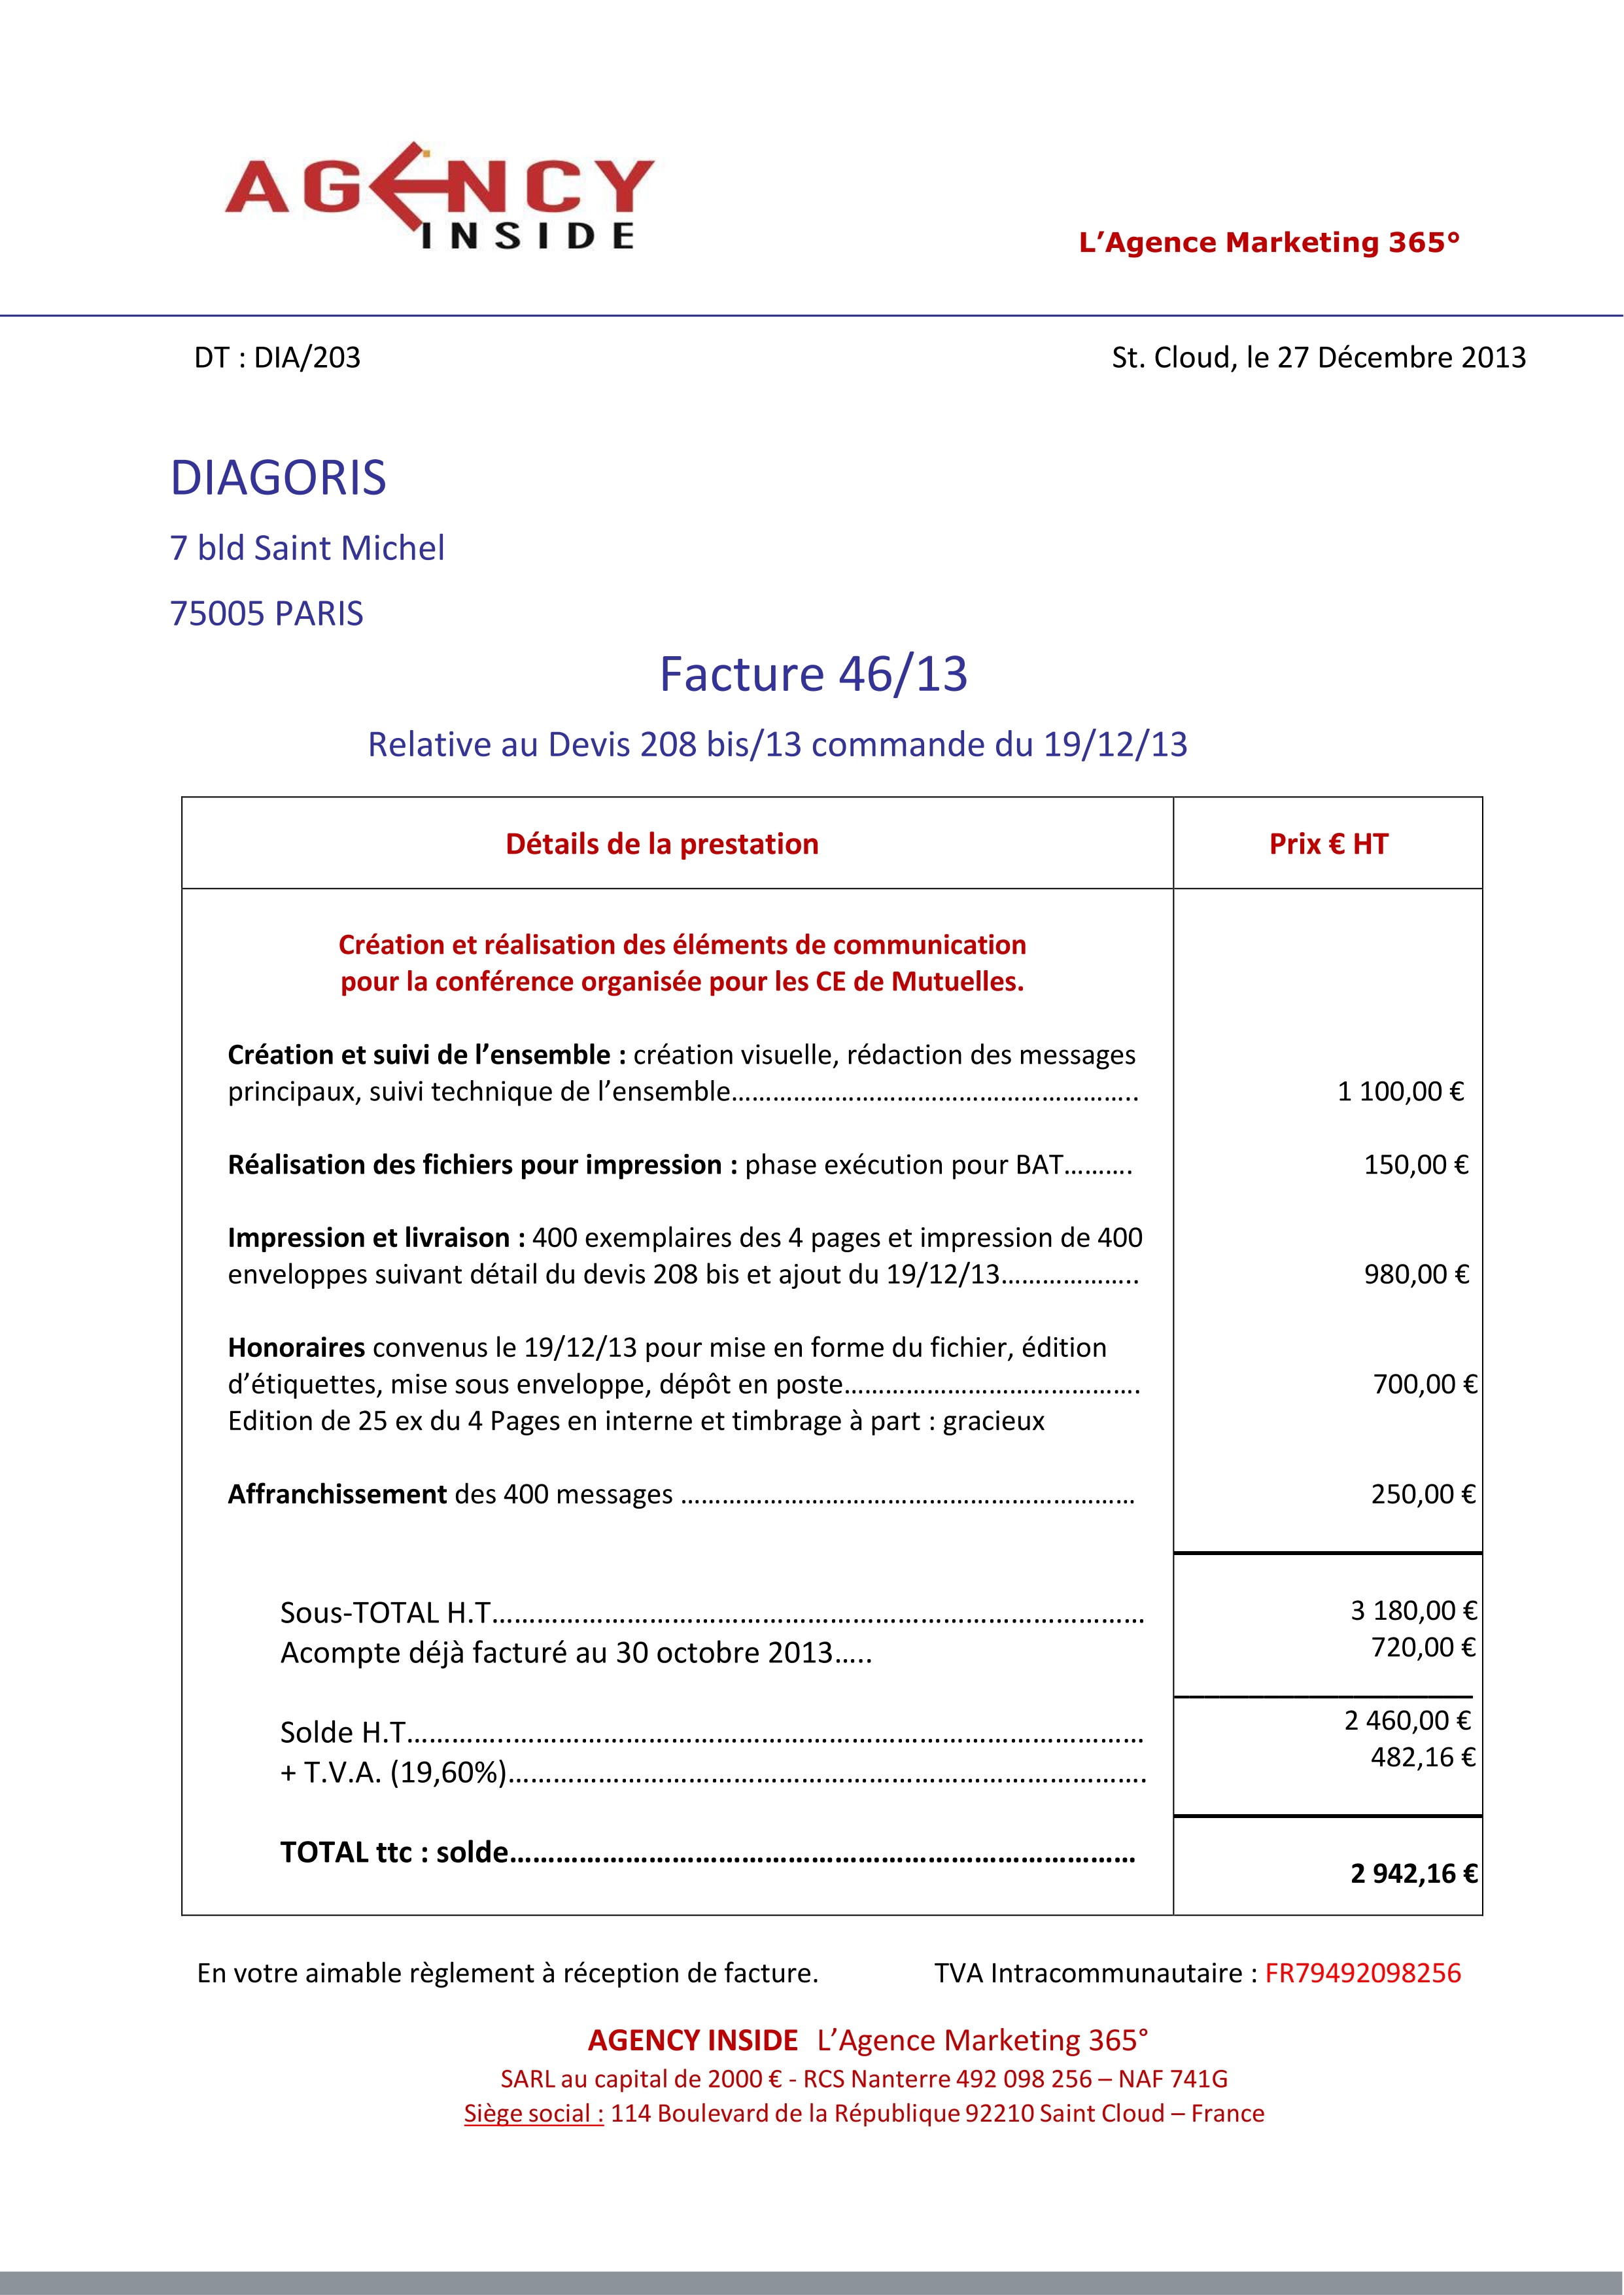 AGENCY
INSIDE
L’Agence Marketing 365°
DT : DIA/203
St. Cloud, le 27 Décembre 2013
DIAGORIS
7 bld Saint Michel
75005 PARIS
Facture 46/13
Relative au Devis 208 bis/13 commande du 19/12/13
Détails de la prestation
Prix € HT
Création et réalisation des éléments de communication
pour la conférence organisée pour les CE de Mutuelles.
Création et suivi de l’ensemble : création visuelle, rédaction des messages
principaux, suivi technique de l’ensemble………………………………………………….. 1 100,00 €
Réalisation des fichiers pour impression : phase exécution pour BAT………. 150,00 €
Impression et livraison : 400 exemplaires des 4 pages et impression de 400
enveloppes suivant détail du devis 208 bis et ajout du 19/12/13……………….. 980,00 €
Honoraires convenus le 19/12/13 pour mise en forme du fichier, édition
d’étiquettes, mise sous enveloppe, dépôt en poste……………………………………. 700,00 €
Edition de 25 ex du 4 Pages en interne et timbrage à part : gracieux
Affranchissement des 400 messages ………………………………………………………… 250,00 €
Sous-TOTAL H.T…………………………………………………………………………… 3 180,00 €
Acompte déjà facturé au 30 octobre 2013….. 720,00 €
Solde H.T…………..………………………………………………………………………… 2 460,00 €
+ T.V.A. (19,60%)…………………………………………………………………………. 482,16 €
TOTAL ttc : solde……………………………………………………………………… 2 942,16 €
En votre aimable règlement à réception de facture.
TVA Intracommunautaire : FR79492098256
AGENCY INSIDE L’Agence Marketing 365°
SARL au capital de 2000 € - RCS Nanterre 492 098 256 – NAF 741G
Siège social : 114 Boulevard de la République 92210 Saint Cloud – France